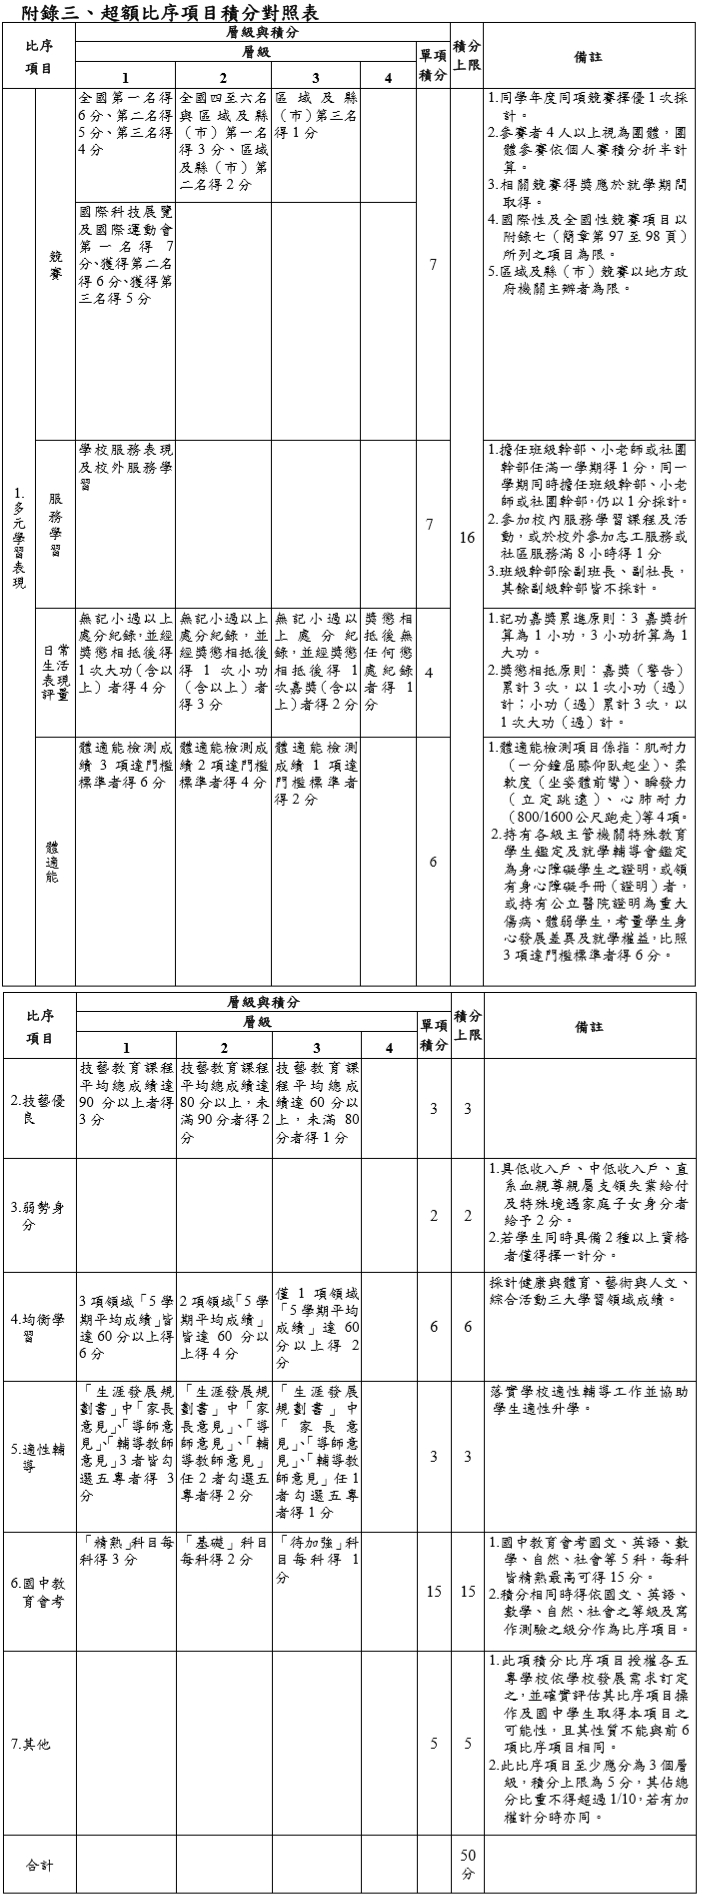 附錄三、超額比序項目積分對照表
比序
項目
層級與積分
層級
1
2
3
4
單項
積分
積分
上限
備註
1.
多
元
學
習
表
現
競
賽
全國第一名得
6分、第二名得
5分、第三名得
4分
全國四至六名
與區域及縣
（市）第一名
得3分、區域
及縣（市）第
二名得2分
區域及縣
（市）第三名
得1分
國際科技展覽
及國際運動會
第一名得7
分、獲得第二名
得6分、獲得第
三名得5分
7
16
1.同學年度同項競賽擇優1次採
計。
2.參賽者4人以上視為團體，團
體參賽依個人賽積分折半計
算。
3.相關競賽得獎應於就學期間
取得。
4.國際性及全國性競賽項目以
附錄七（簡章第97至98頁）
所列之項目為限。
5.區域及縣（市）競賽以地方政
府機關主辦者為限。
服
務
學
習
學校服務表現
及校外服務學
習
7
1.擔任班級幹部、小老師或社團
幹部任滿一學期得1分，同一
學期同時擔任班級幹部、小老
師或社團幹部，仍以1分採計。
2.參加校內服務學習課程及活
動，或於校外參加志工服務或
社區服務滿8小時得1分
3.班級幹部除副班長、副社長，
其餘副級幹部皆不採計。
日常
生活
表現
評量
無記小過以上
處分紀錄，並經
獎懲相抵後得
1次大功（含以
上）者得4分
無記小過以上
處分紀錄，並
經獎懲相抵後
得1次小功
（含以上）者
得3分
無記小過以
上處分紀
錄，並經獎懲
相抵後得1
次嘉獎（含以
上）者得2分
獎懲相
抵後無
任何懲
處紀錄
者得1
分
4
1.記功嘉獎累進原則：3嘉獎折
算為1小功，3小功折算為1
大功。
2.獎懲相抵原則：嘉獎（警告）
累計3次，以1次小功（過）
計；小功（過）累計3次，以
1次大功（過）計。
體
適
能
體適能檢測成
績3項達門檻
標準者得6分
體適能檢測成
績2項達門檻
標準者得4分
體適能檢測
成績1項達
門檻標準者
得2分
6
1.體適能檢測項目係指：肌耐力
（一分鐘屈膝仰臥起坐）、柔
軟度（坐姿體前彎）、瞬發力
（立定跳遠）、心肺耐力
（800/1600公尺跑走）等4項。
2.持有各級主管機關特殊教育
學生鑑定及就學輔導會鑑定
為身心障礙學生之證明，或領
有身心障礙手冊（證明）者，
或持有公立醫院證明為重大
傷病、體弱學生，考量學生身
心發展差異及就學權益，比照
3項達門檻標準者得6分。
比序
項目
層級與積分
層級
1
2
3
4
單項
積分
積分
上限
備註
2.技藝優
良
技藝教育課程
平均總成績達
90分以上者得
3分
技藝教育課程
平均總成績達
80分以上，未
滿90分者得2
分
技藝教育課
程平均總成
績達60分以
上，未滿80
分者得1分
3
3
3.弱勢身
分
2
2
1.具低收入戶、中低收入戶、直
系血親尊親屬支領失業給付
及特殊境遇家庭子女身分者
給予2分。
2.若學生同時具備2種以上資格
者僅得擇一計分。
4.均衡學
習
3項領域「5學
期平均成績」皆
達60分以上得
6分
2項領域「5學
期平均成績」
皆達60分以
上得4分
僅1項領域
「5學期平均
成績」達60
分以上得2
分
6
6
採計健康與體育、藝術與人文、
綜合活動三大學習領域成績。
5.適性輔
導
「生涯發展規
劃書」中「家長
意見」、「導師意
見」、「輔導教師
意見」3者皆勾
選五專者得3
分
「生涯發展規
劃書」中「家
長意見」、「導
師意見」、「輔
導教師意見」
任2者勾選五
專者得2分
「生涯發展
規劃書」中
「家長意
見」、「導師意
見」、「輔導教
師意見」任1
者勾選五專
者得1分
3
3
落實學校適性輔導工作並協助
學生適性升學。
6.國中教
育會考
「精熟」科目每
科得3分
「基礎」科目
每科得2分
「待加強」科
目每科得1
分
15
15
1.國中教育會考國文、英語、數
學、自然、社會等5科，每科
皆精熟最高可得15分。
2.積分相同時得依國文、英語、
數學、自然、社會之等級及寫
作測驗之級分作為比序項目。
7.其他
5
5
1.此項積分比序項目授權各五
專學校依學校發展需求訂定
之，並確實評估其比序項目操
作及國中學生取得本項目之
可能性，且其性質不能與前6
項比序項目相同。
2.此比序項目至少應分為3個層
級，積分上限為5分，其佔總
分比重不得超過1/10，若有加
權計分時亦同。
合計
50
分